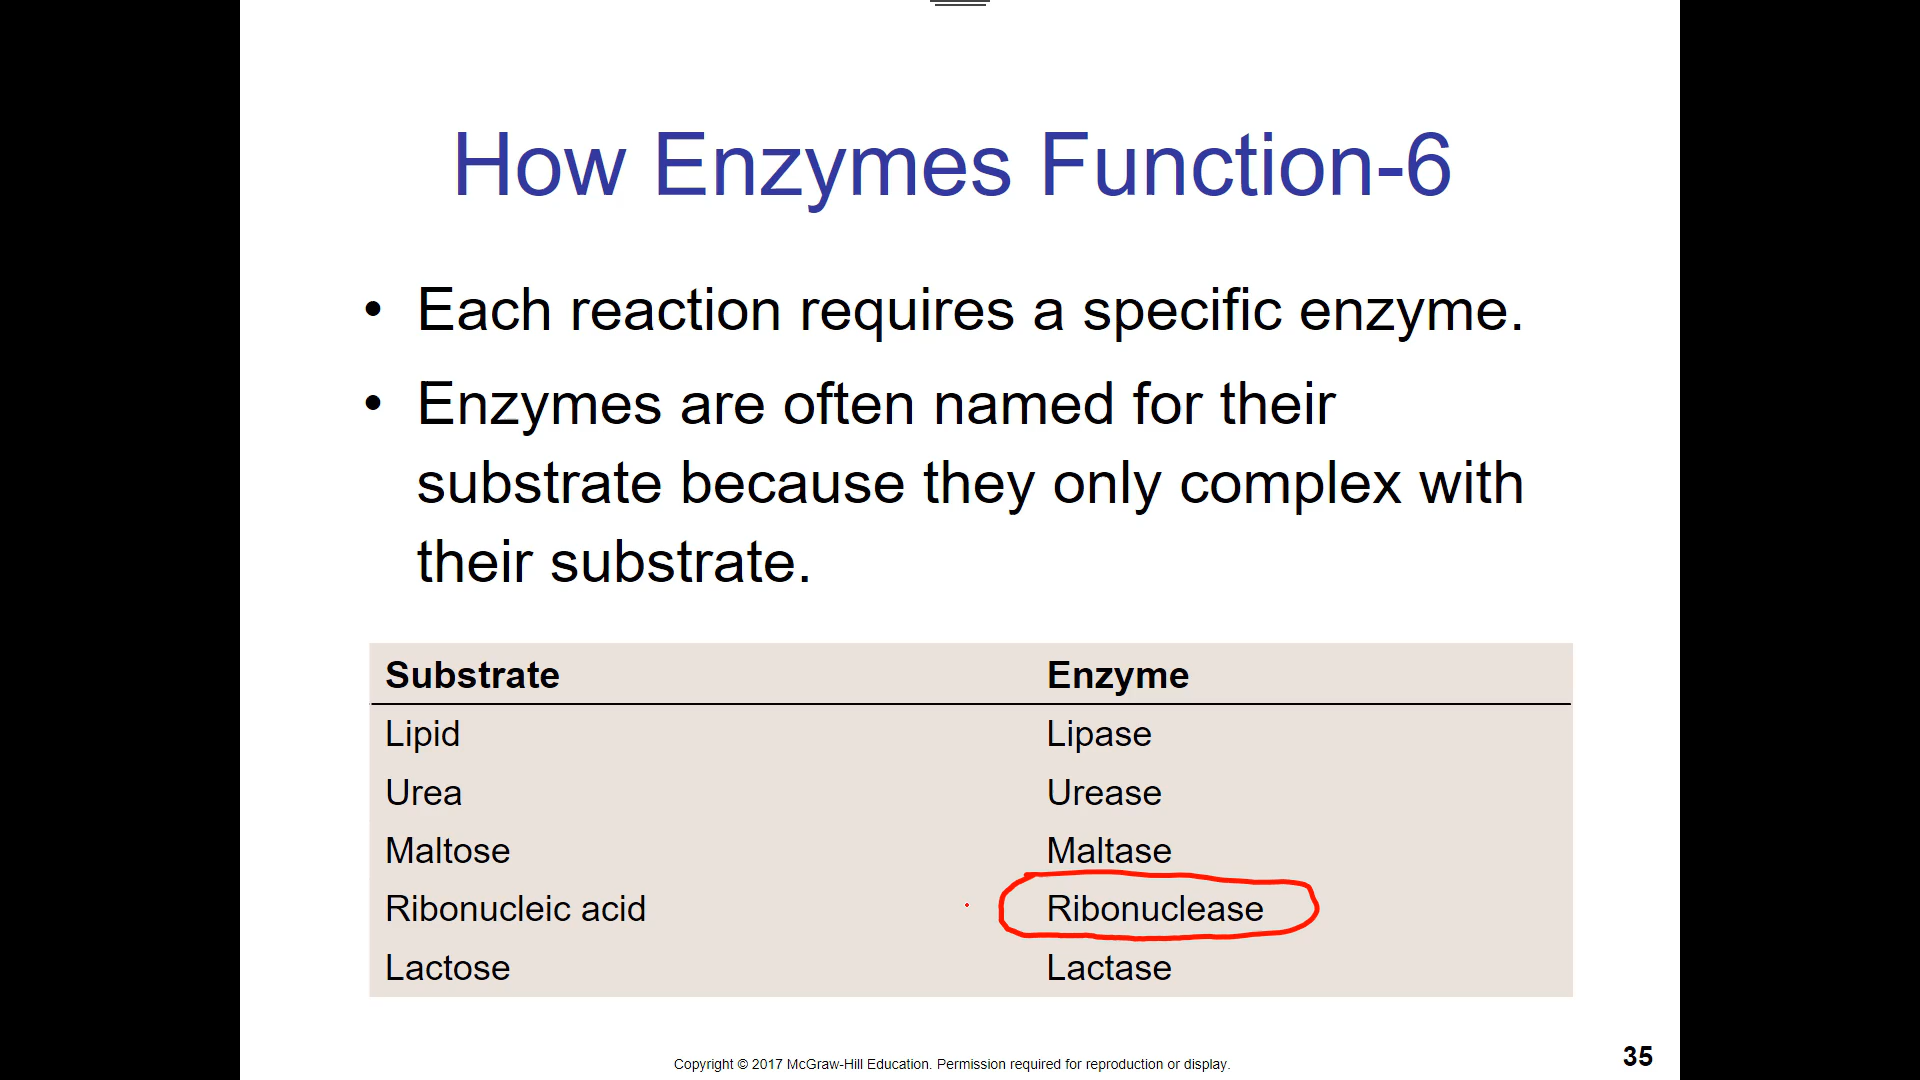 How Enzymes Function-6
• Each reaction requires a specific enzyme.
• Enzymes are often named for their
substrate because they only complex with
their substrate.
Substrate Enzyme
Lipid Lipase
Urea Urease
Maltose Maltase
Ribonucleic acid Ribonuclease
Lactose Lactase
Copyright © 2017 McGraw-Hill Education. Permission required for reproduction or display.
35